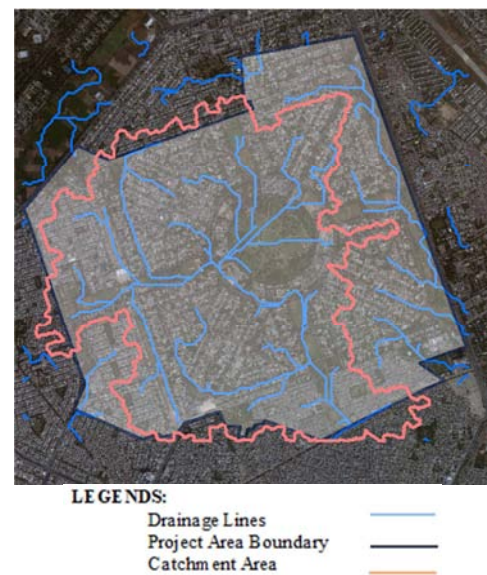 LEGENDS:
Drainage Lines
Project Area Boundary
Catchment Area